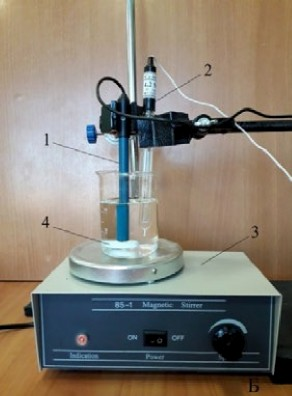 2
1
4
3
85-1 Magnetic Stirrer
ON OFF
Indication Power
Б